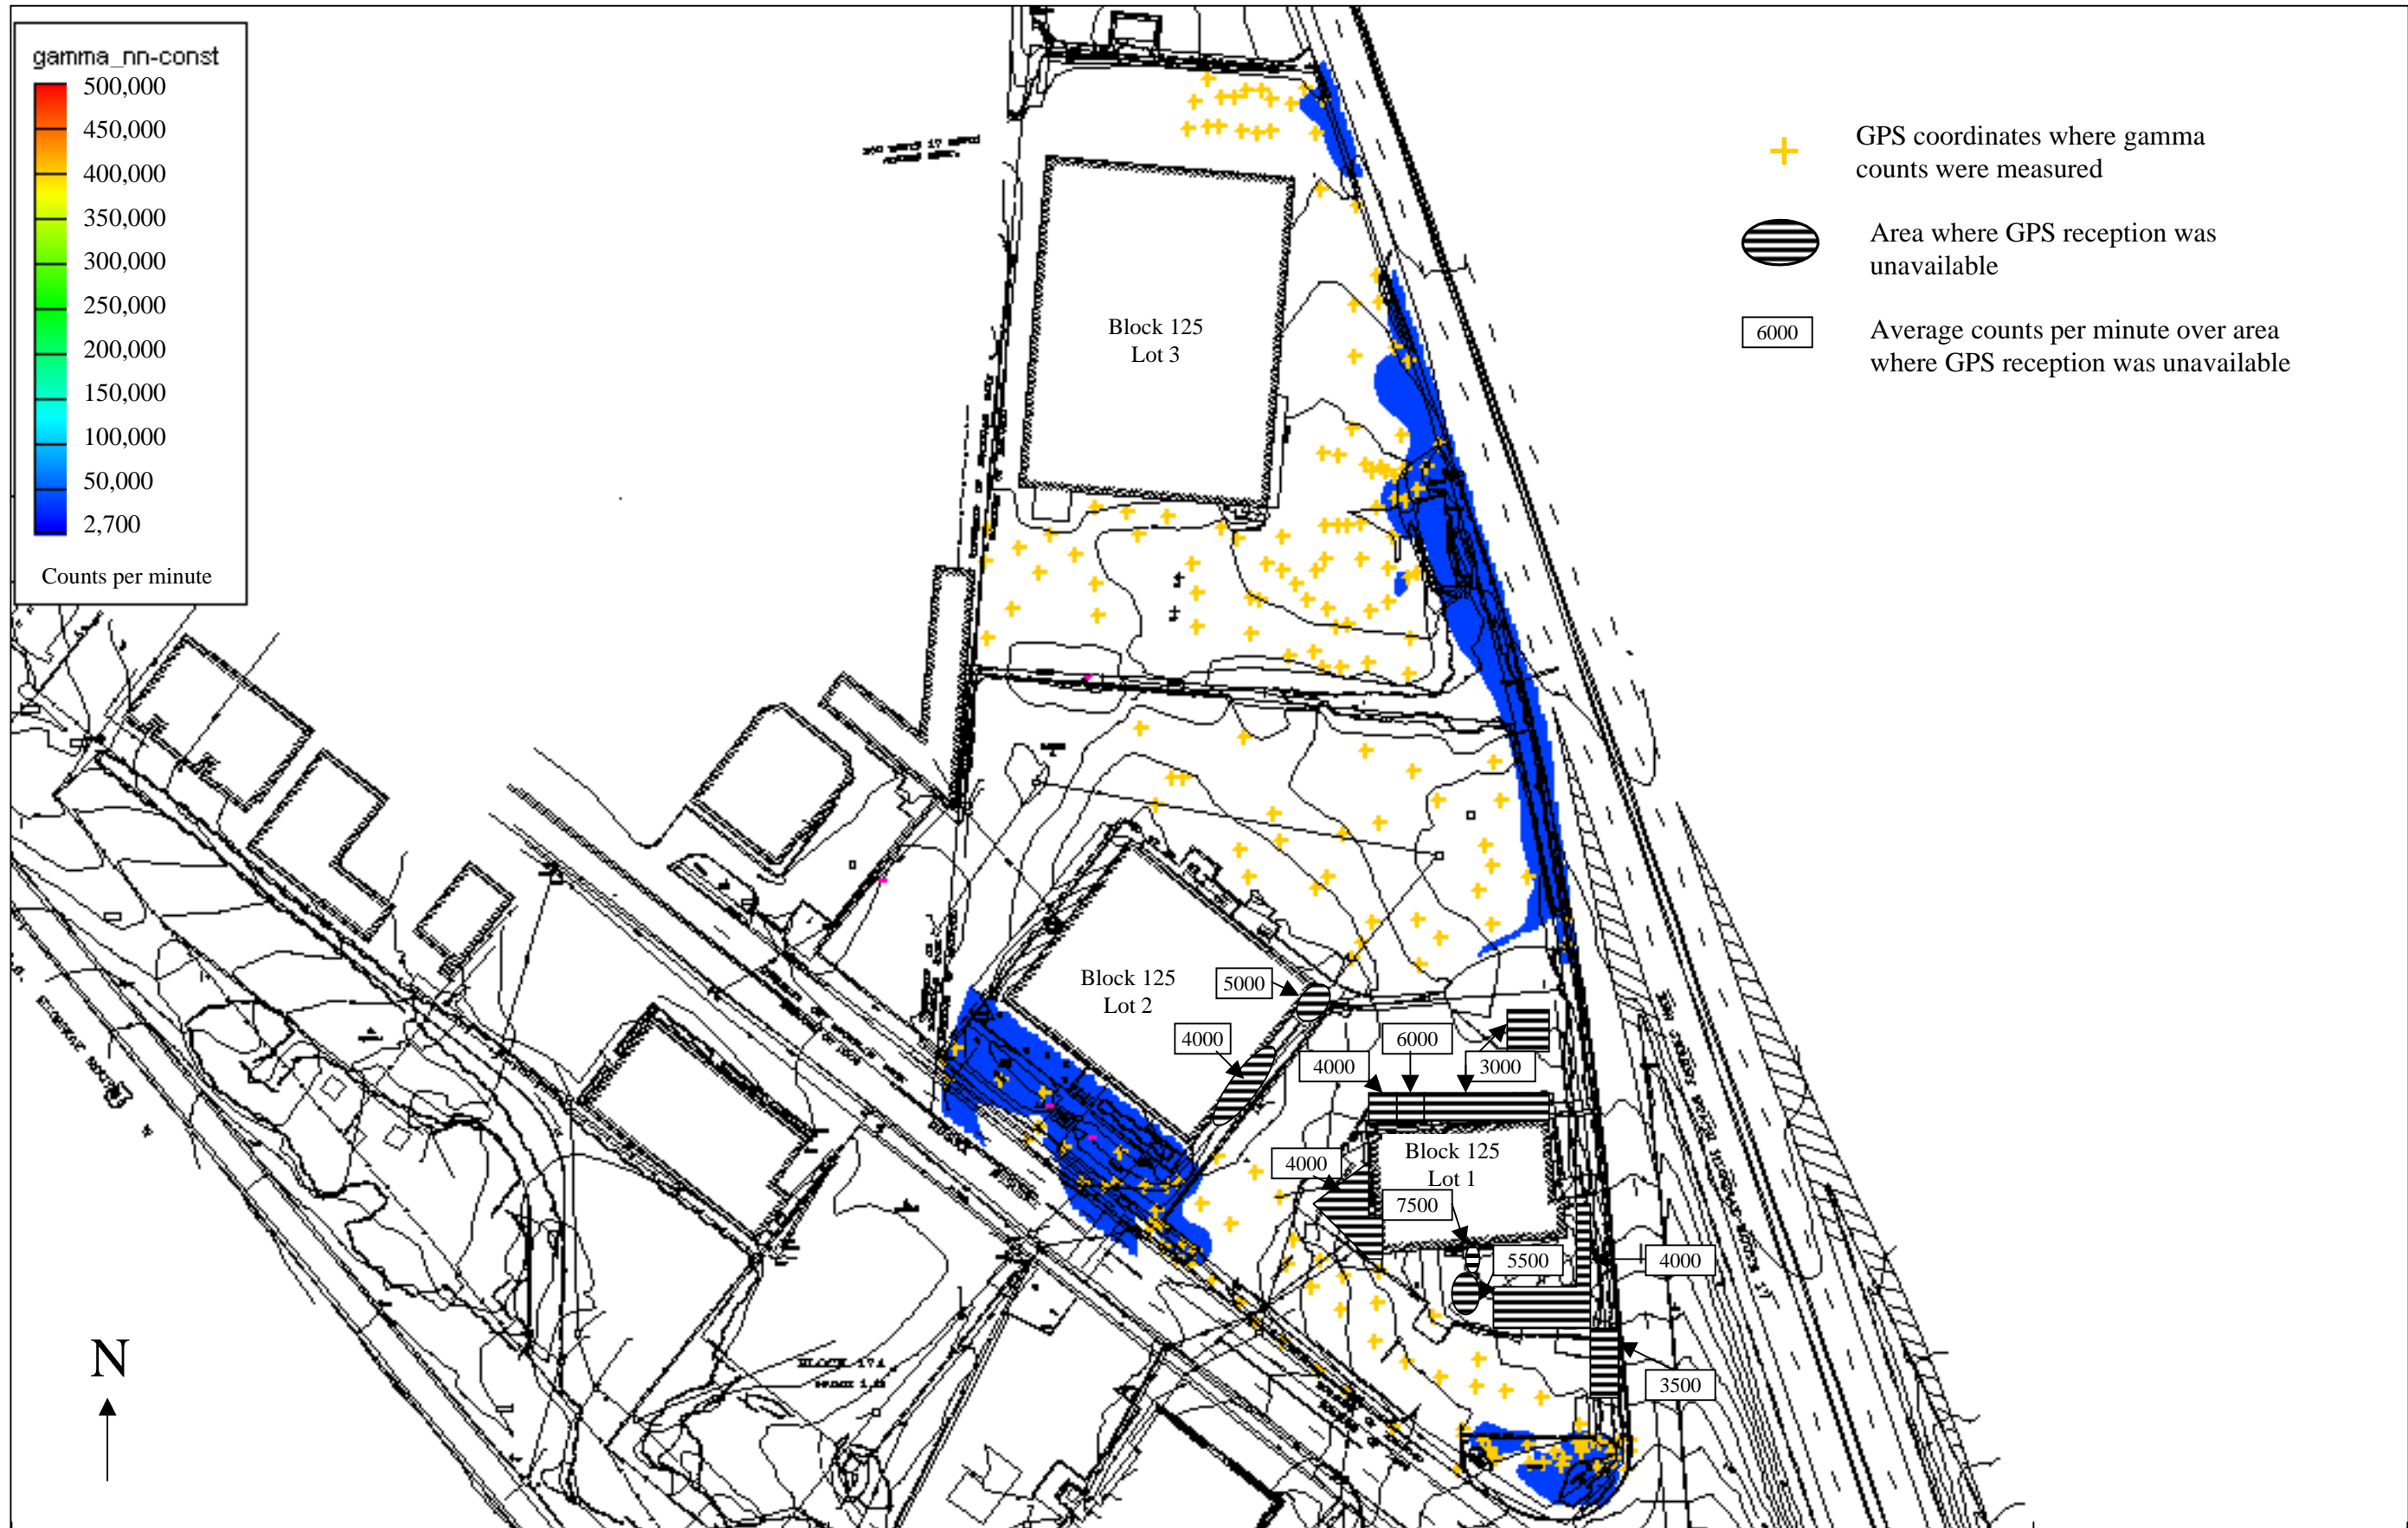 gamma_nn-const
500,000
450,000
400,000
350,000
300,000
250,000
200,000
150,000
100,000
50,000
2,700
Counts per minute
GPS coordinates where gamma
counts were measured
Area where GPS reception was
unavailable
6000
Average counts per minute over area
where GPS reception was unavailable
Block 125
Lot 3
Block 125
Lot 2
5000
4000
4000
6000
3000
Block 125
Lot 1
4000
7500
5500
4000
3500
BLOCK 174
N